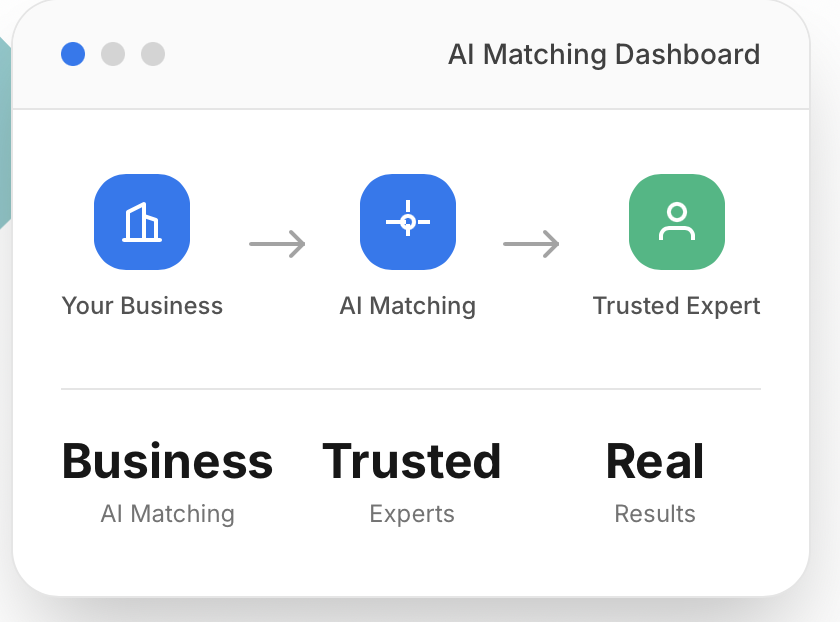 AI Matching Dashboard
Your Business
AI Matching
Trusted Expert
Business
Trusted
Real
AI Matching
Experts
Results